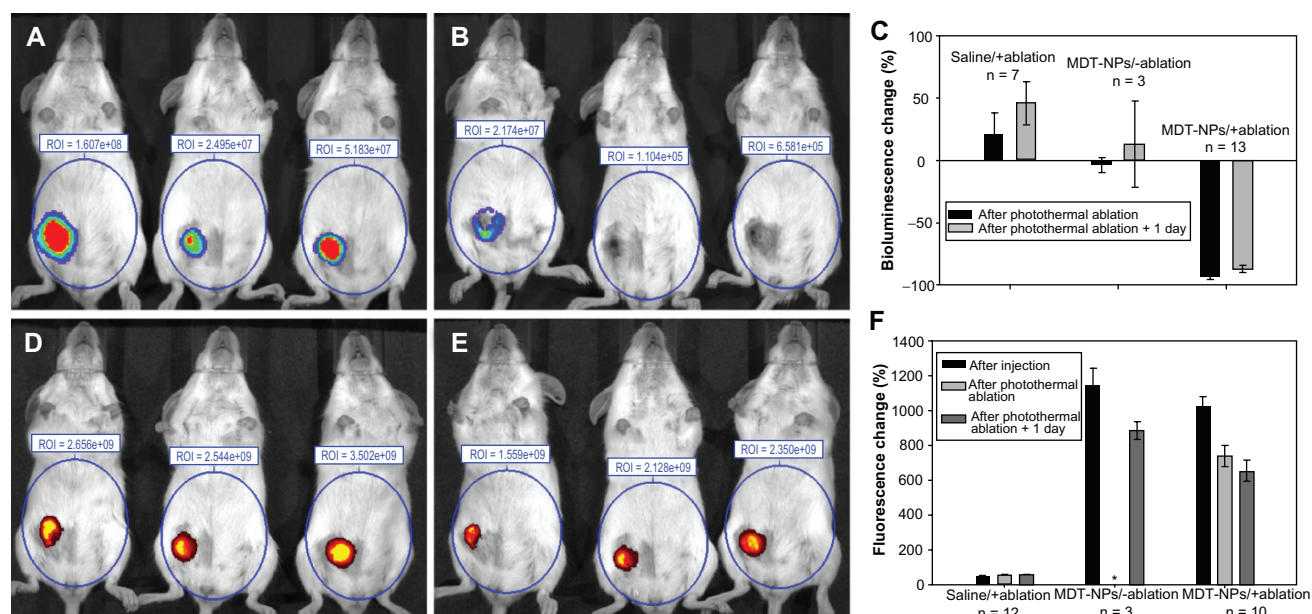 A
ROI = 1.607e+08
ROI = 2.495e+07
ROI = 5.183e+07
B
ROI = 2.174e+07
ROI = 1.104e+05
ROI = 6.581e+05
C
Bioluminescence change (%)
100
50
0
−50
−100
Saline/+ablation
n = 7
MDT-NPs/-ablation
n = 3
MDT-NPs/+ablation
n = 13
After photothermal ablation
After photothermal ablation + 1 day
D
ROI = 2.656e+09
ROI = 2.544e+09
ROI = 3.502e+09
E
ROI = 1.559e+09
ROI = 2.128e+09
ROI = 2.350e+09
F
Fluorescence change (%)
1400
1200
1000
800
600
400
200
0
After injection
After photothermal
ablation
After photothermal
ablation + 1 day
*
Saline/+ablation
n = 12
MDT-NPs/-ablation
n = 3
MDT-NPs/+ablation
n = 10